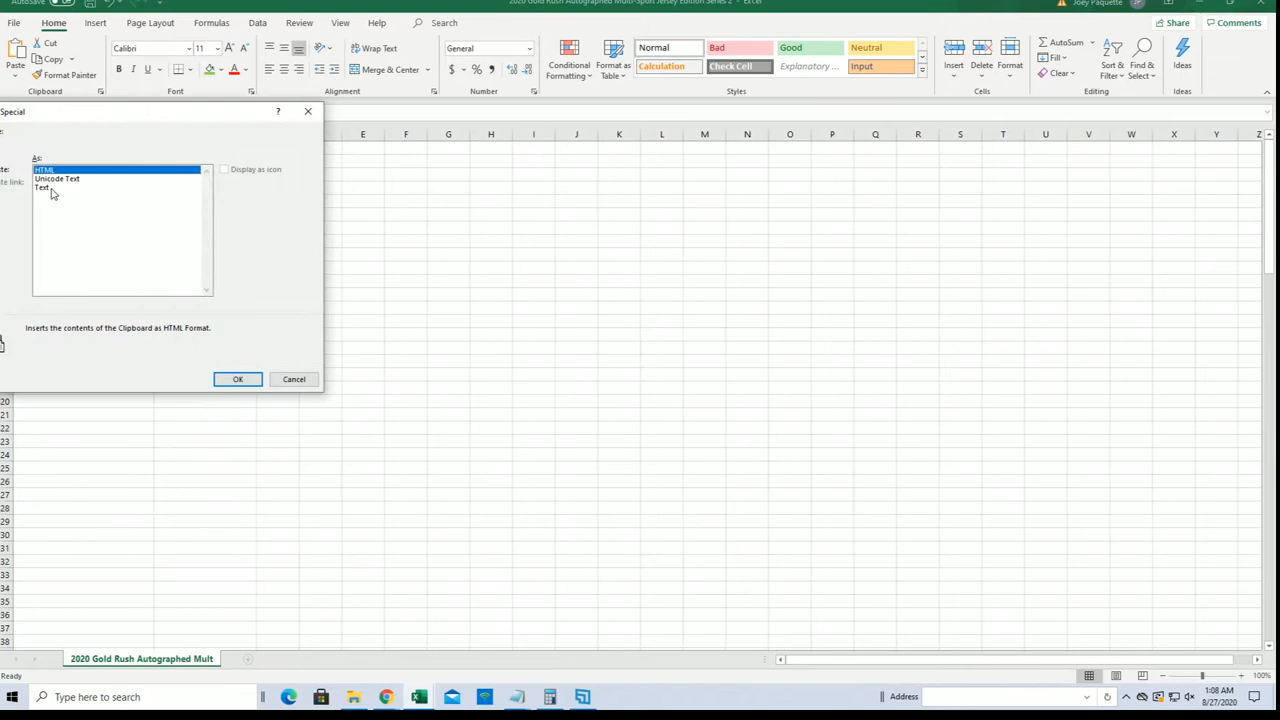 AutoSave Off 2020 Gold Rush Autographed Multi-Sport Jersey Edition Series 2 - Excel Joey Paquette JP
File Home Insert Page Layout Formulas Data Review View Help Search Share Comments
Cut Calibri 11 A A Wrap Text General Normal Bad Good Neutral AutoSum
Copy Fill
Paste Format Painter B I U A Merge & Center $ % Conditional Formatting Format as Table Calculation Check Cell Explanatory ... Input Insert Delete Format Clear Sort & Filter Find & Select Ideas
Clipboard Font Alignment Number Styles Cells Editing Ideas
Special ?
E F G H I J K L M N O P Q R S T U V W X Y Z
As:
HTML Display as icon
te link: Unicode Text
Text
Inserts the contents of the Clipboard as HTML Format.
OK Cancel
20
21
22
23
24
25
26
27
28
29
30
31
32
33
34
35
36
37
38
2020 Gold Rush Autographed Mult
Ready 100%
Type here to search Address 1:08 AM
8/27/2020